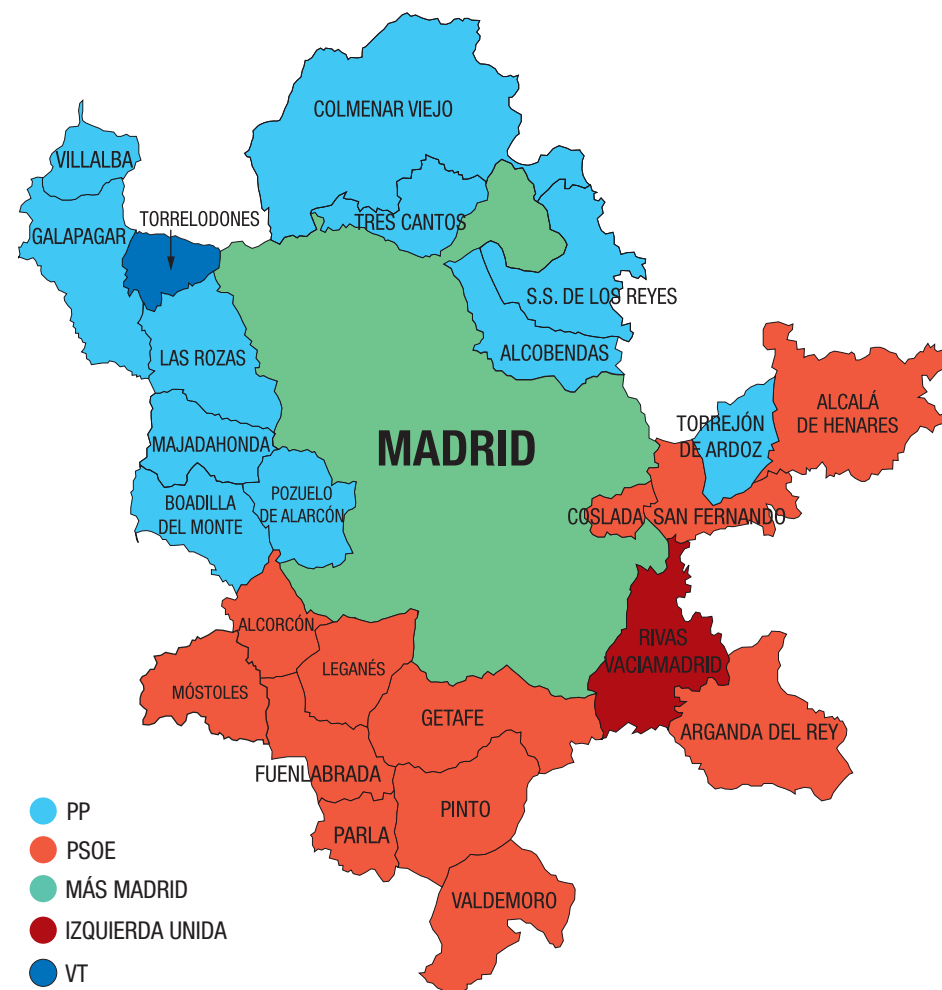 COLMENAR VIEJO
VILLALBA
TORRELODONES
TRES CANTOS
GALAPAGAR
S.S. DE LOS REYES
LAS ROZAS
ALCOBENDAS
ALCALÁ
DE HENARES
TORREJÓN
DE ARDOZ
MAJADAHONDA
MADRID
POZUELO
DE ALARCÓN
BOADILLA
DEL MONTE
COSLADA
SAN FERNANDO
ALCORCÓN
RIVAS
VACIAMADRID
LEGANÉS
MÓSTOLES
GETAFE
ARGANDA DEL REY
FUENLABRADA
PINTO
PARLA
VALDEMORO
PP
PSOE
MÁS MADRID
IZQUIERDA UNIDA
VT